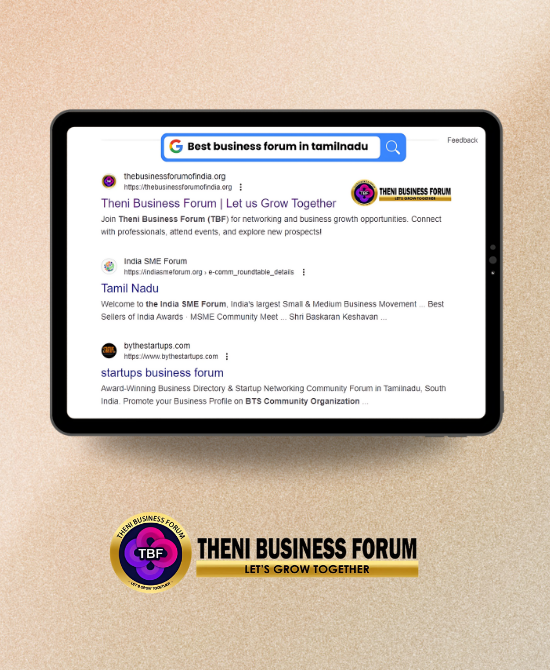 Feedback
Best business forum in tamilnadu
thebusinessforumofindia.org
https://thebusinessforumofindia.org
THENI BUSINESS FORUM
LET'S GROW TOGETHER
Theni Business Forum | Let us Grow Together
Join Theni Business Forum (TBF) for networking and business growth opportunities. Connect
with professionals, attend events, and explore new prospects!
India SME Forum
https://indiasmeforum.org › e-comm_roundtable_details
Tamil Nadu
Welcome to the India SME Forum, India's largest Small & Medium Business Movement ... Best
Sellers of India Awards · MSME Community Meet ... Shri Baskaran Keshavan ...
bythestartups.com
https://www.bythestartups.com
startups business forum
Award-Winning Business Directory & Startup Networking Community Forum in Tamilnadu, South
India. Promote your Business Profile on BTS Community Organization ...
THENI BUSINESS FORUM
TBF
LET'S GROW TOGETHER
THENI BUSINESS FORUM
LET'S GROW TOGETHER